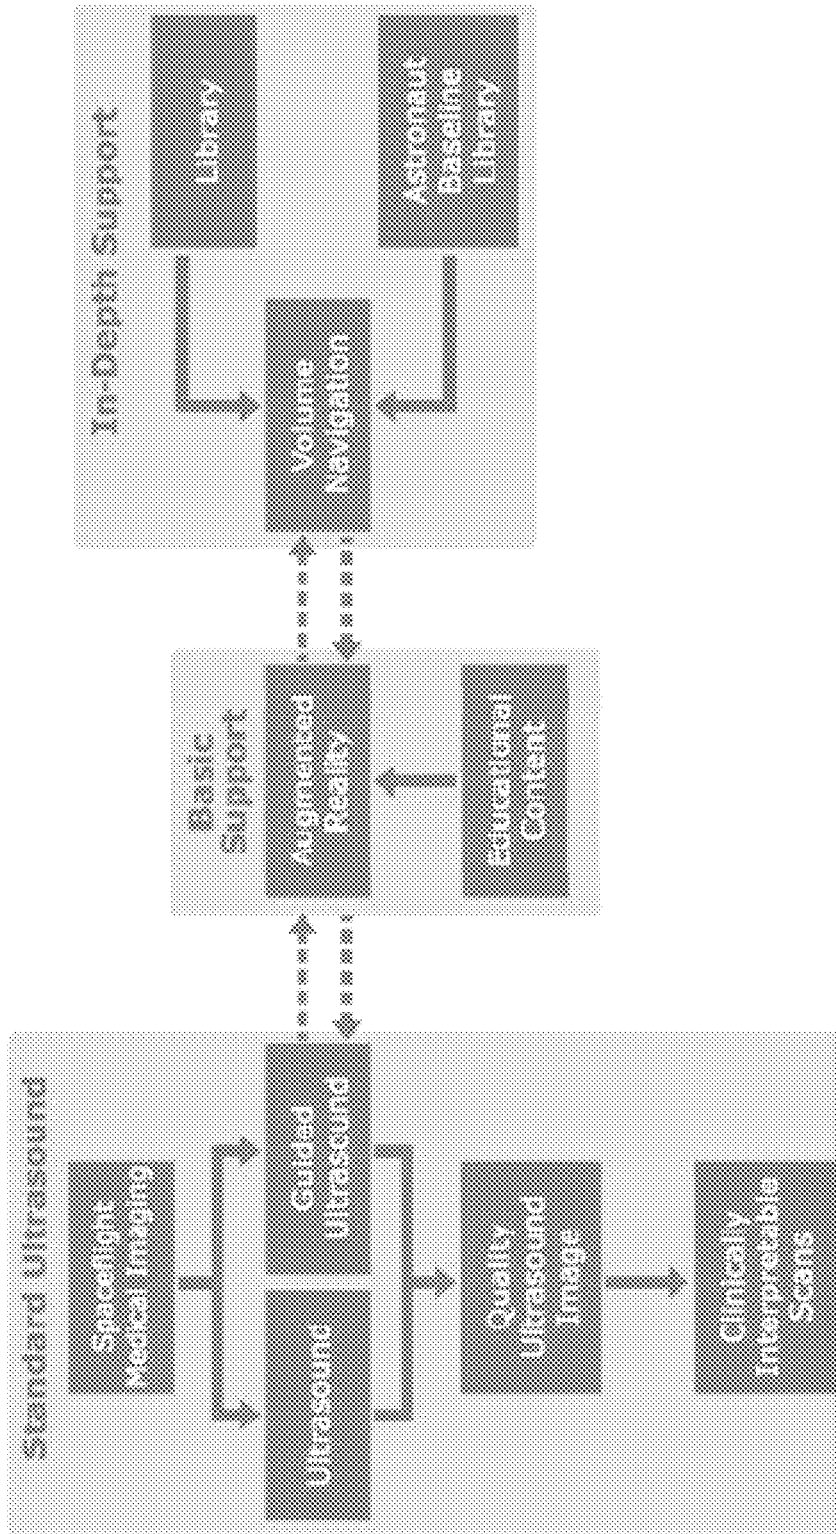 Standard Ultrasound
Spaceflight
Medical Imaging
Ultrasound
Guided
Ultrasound
Quality
Ultrasound
Image
Clinically
Interpretable
Scans
Basic
Support
Augmented
Reality
Educational
Content
In-Depth Support
Library
Volume
Navigation
Astronaut
Baseline
Library